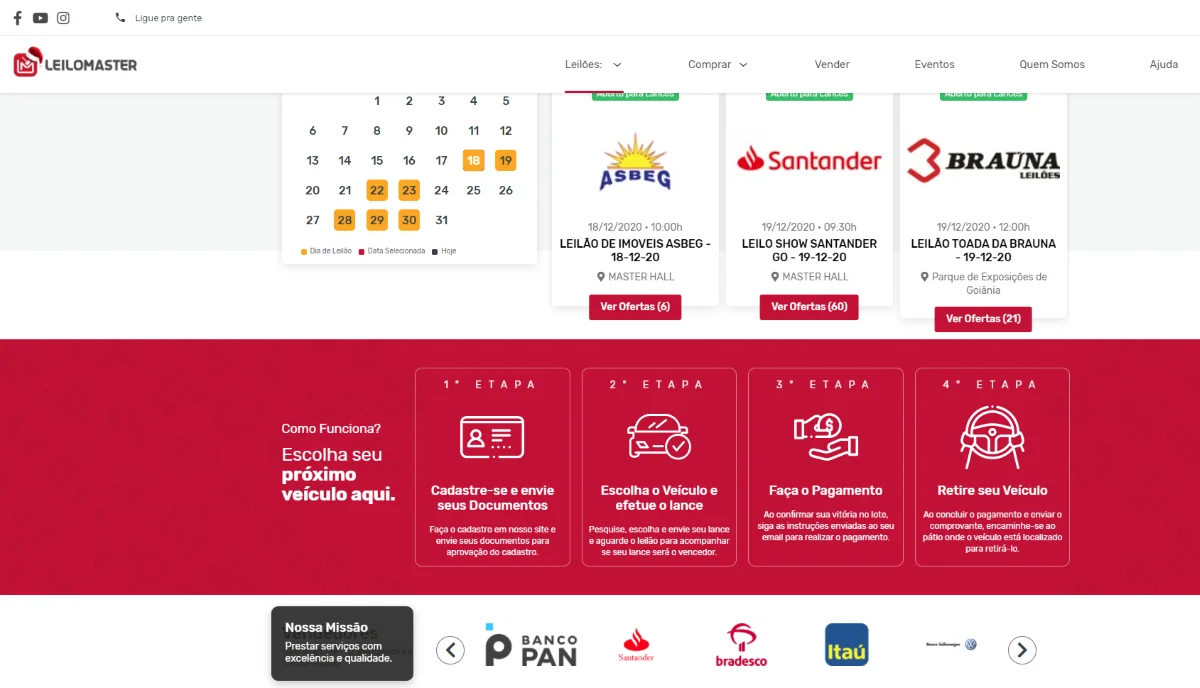 Ligue pra gente
LEILOMASTER
Leilões:
Comprar
Vender
Eventos
Quem Somos
Ajuda
1 2 3 4 5
6 7 8 9 10 11 12
13 14 15 16 17 18 19
20 21 22 23 24 25 26
27 28 29 30 31
Dia de Leilão Data Selecionada Hoje
Aberto para Lances
ASBEG
18/12/2020 • 10:00h
LEILÃO DE IMOVEIS ASBEG -
18-12-20
MASTER HALL
Ver Ofertas (6)
Aberto para Lances
Santander
19/12/2020 • 09:30h
LEILO SHOW SANTANDER
GO - 19-12-20
MASTER HALL
Ver Ofertas (60)
Aberto para Lances
BRAÚNA
LEILÕES
19/12/2020 • 12:00h
LEILÃO TOADA DA BRAUNA
- 19-12-20
Parque de Exposições de
Goiânia
Ver Ofertas (21)
Como Funciona?
Escolha seu
próximo
veículo aqui.
1° ETAPA
Cadastre-se e envie
seus Documentos
Faça o cadastro em nosso site e
envie seus documentos para
aprovação do cadastro.
2° ETAPA
Escolha o Veículo e
efetue o lance
Pesquise, escolha e envie seu lance
e aguarde o leilão para acompanhar
se seu lance será o vencedor.
3° ETAPA
Faça o Pagamento
Ao confirmar sua vitória no lote,
siga as instruções enviadas ao seu
email para realizar o pagamento.
4° ETAPA
Retire seu Veículo
Ao concluir o pagamento e enviar o
comprovante, encaminhe-se ao
pátio onde o veículo está localizado
para retirá-lo.
Nossa Missão
Vendedores
Prestar serviços com
excelência e qualidade.
BANCO
PAN
Santander
bradesco
Itaú
Banco Volkswagen